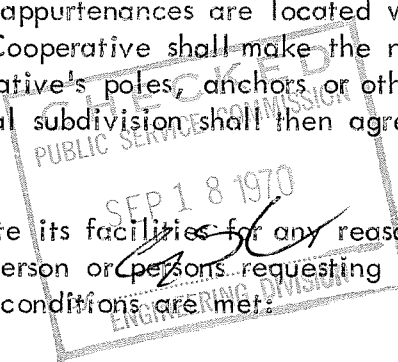 appurtenances are located w
Cooperative shall make the n
ative's poles, anchors or oth
al subdivision shall then agre
CHECKED
PUBLIC SERVICE COMMISSION
SEP 18 1970
ENGINEERING DIVISION
te its facilities for any reaso
erson or persons requesting
conditions are met: